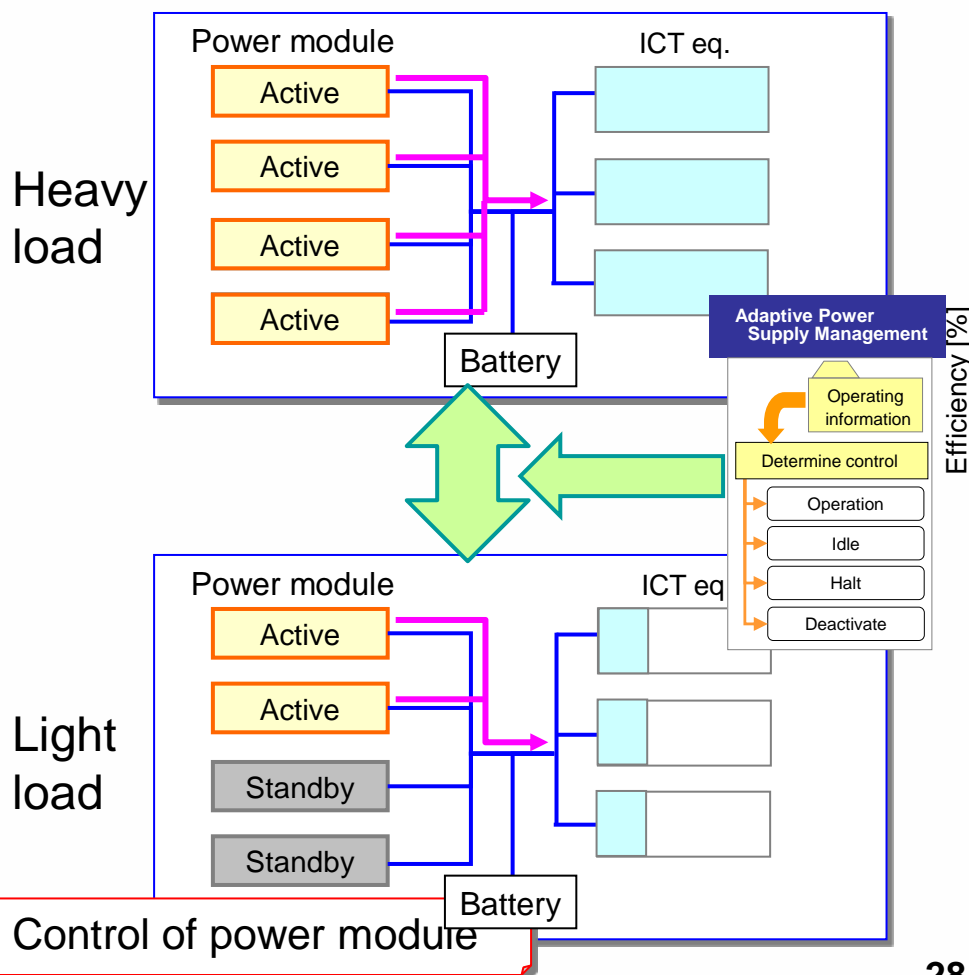 Power module
ICT eq.
Active
Active
Active
Active
Heavy
load
Battery
Adaptive Power
Supply Management
Operating
information
Determine control
Operation
Idle
Halt
Deactivate
Efficiency [%]
Power module
ICT eq
Active
Active
Standby
Standby
Light
load
Battery
Control of power module
28